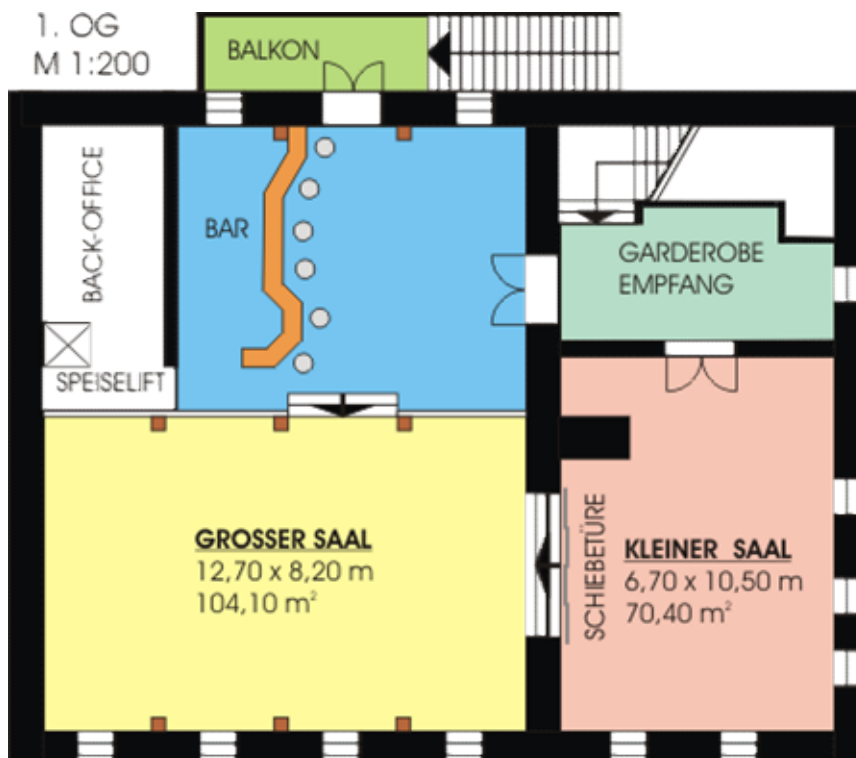 1. OG
M 1:200
BALKON
BACK-OFFICE
BAR
GARDEROBE
EMPFANG
SPEISELIFT
GROSSER SAAL
12,70 x 8,20 m
104,10 m²
SCHIEBETÜRE
KLEINER SAAL
6,70 x 10,50 m
70,40 m²